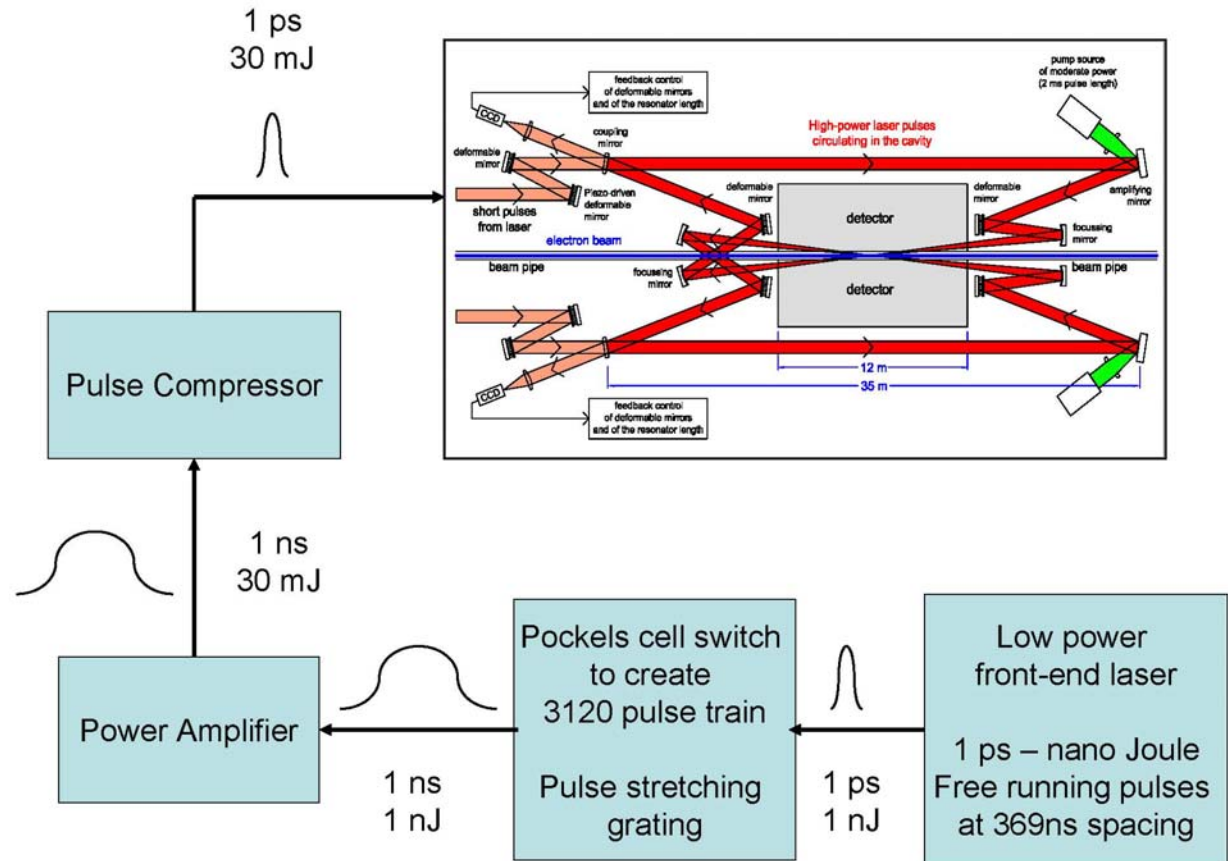 1 ps
30 mJ
feedback control
of deformable mirrors
and of the resonator length
CCD
coupling
mirror
deformable
mirror
Piezo-driven
deformable
mirror
short pulses
from laser
High-power laser pulses
circulating in the cavity
pump source
of moderate power
(2 ms pulse length)
deformable
mirror
deformable
mirror
amplifying
mirror
detector
focussing
mirror
electron beam
beam pipe
focussing
mirror
beam pipe
detector
12 m
35 m
CCD
feedback control
of deformable mirrors
and of the resonator length
Pulse Compressor
1 ns
30 mJ
Power Amplifier
1 ns
1 nJ
Pockels cell switch
to create
3120 pulse train
Pulse stretching
grating
1 ps
1 nJ
Low power
front-end laser
1 ps – nano Joule
Free running pulses
at 369ns spacing